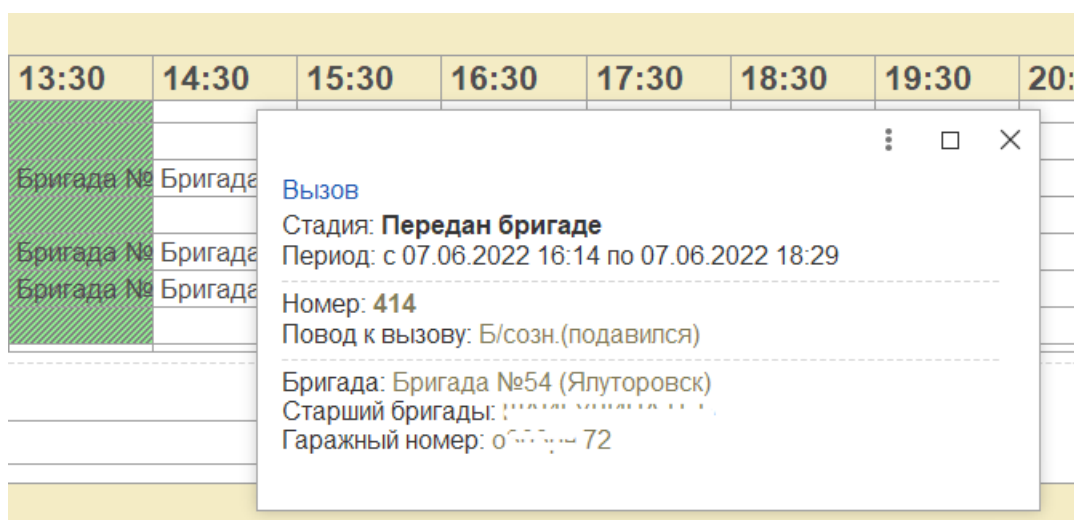 13:30 14:30 15:30 16:30 17:30 18:30 19:30 20:
Бригада № Бригада
Бригада № Бригада
Бригада № Бригада
Вызов
Стадия: Передан бригаде
Период: с 07.06.2022 16:14 по 07.06.2022 18:29
Номер: 414
Повод к вызову: Б/созн.(подавился)
Бригада: Бригада №54 (Ялуторовск)
Старший бригады:
Гаражный номер: 72